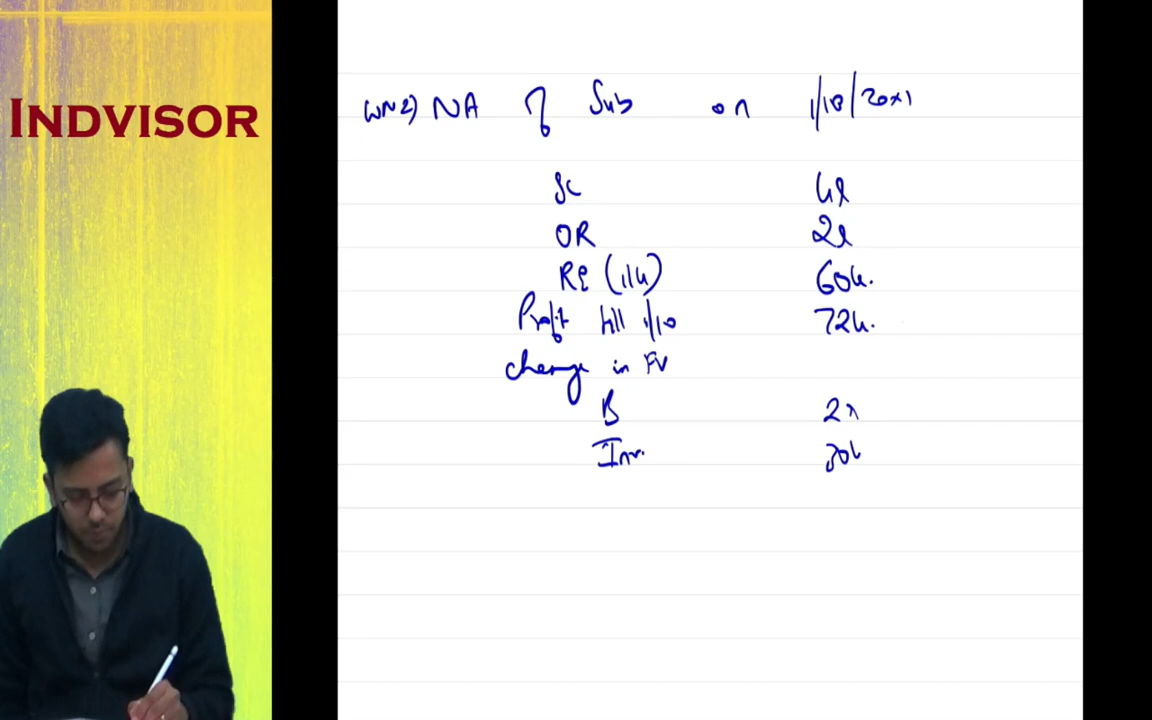 INDVISOR
WN2) NA of Sub on 1/10/20x1
SC 4l
OR 2l
RE (1/4) 60k.
Profit till 1/10 72k.
change in FV
B 2l
Inv. 30k